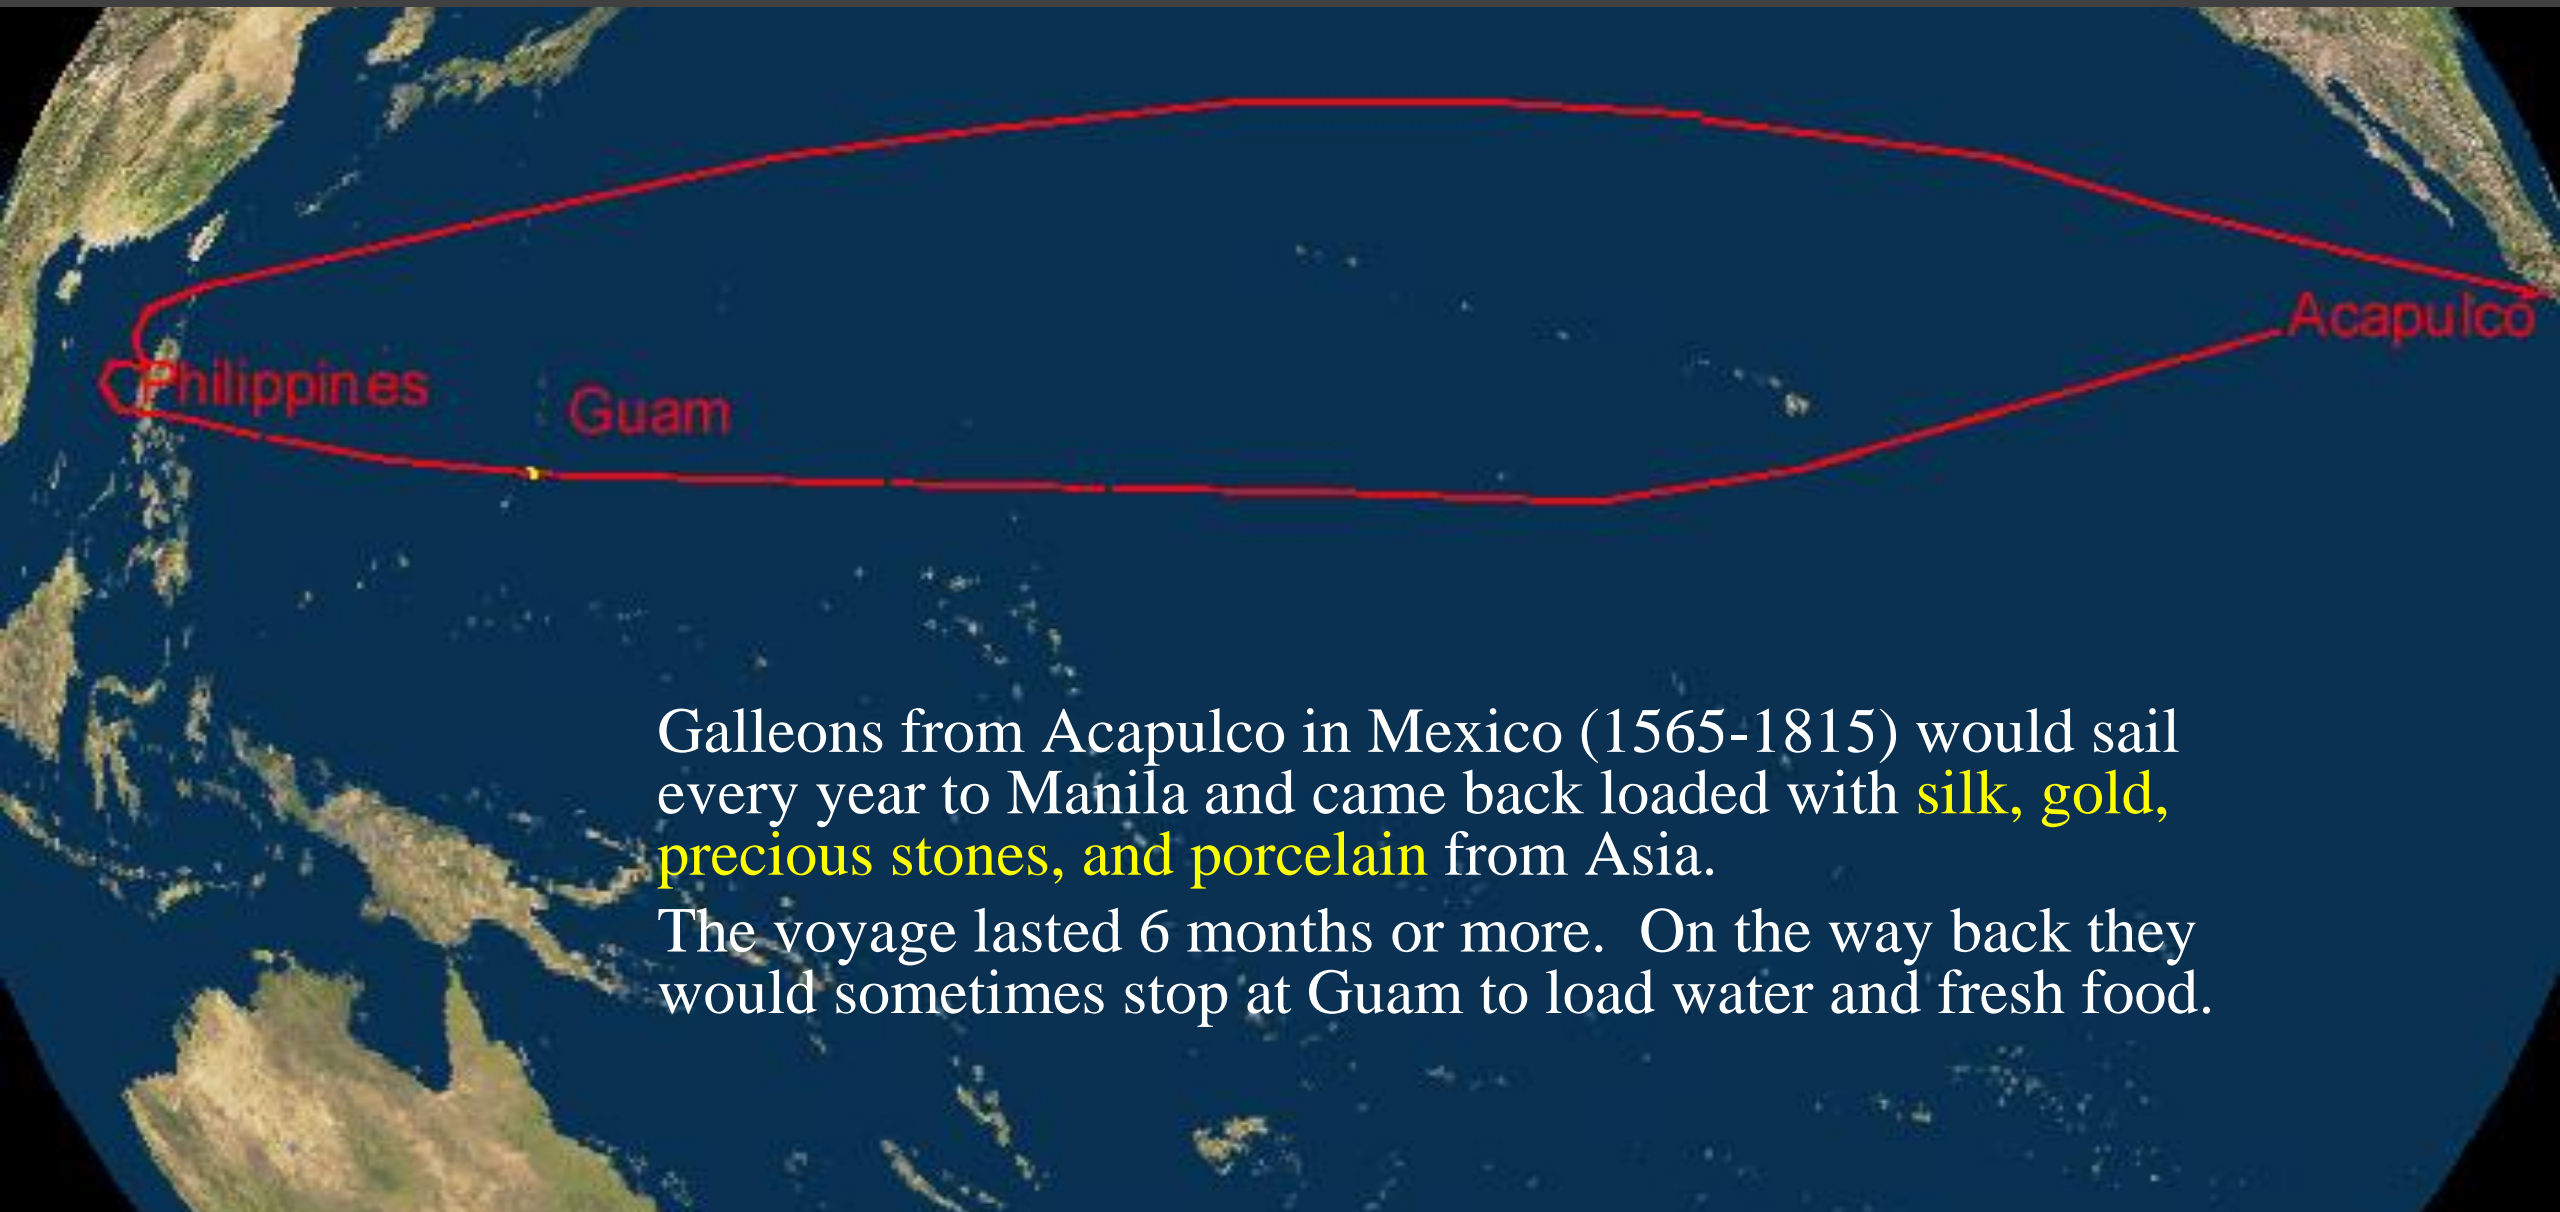 Acapulco
Philippines
Guam
Galleons from Acapulco in Mexico (1565-1815) would sail
every year to Manila and came back loaded with silk, gold,
precious stones, and porcelain from Asia.
The voyage lasted 6 months or more.  On the way back they
would sometimes stop at Guam to load water and fresh food.